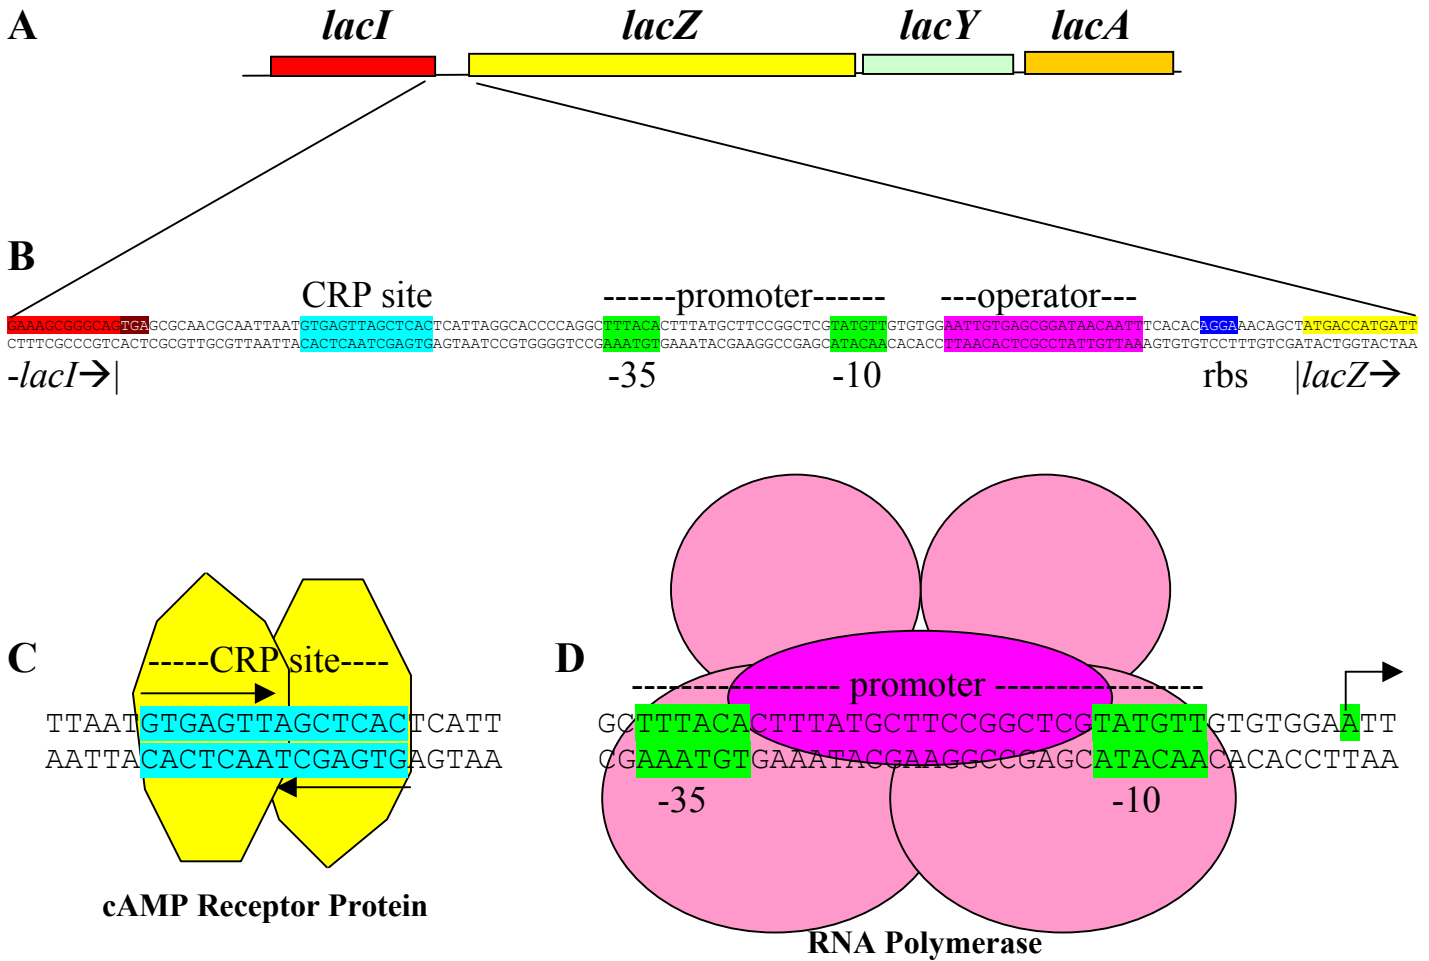 A lacI lacZ lacY lacA
B
CRP site ------promoter------ ---operator---
GAAAGCGGGCAGTGAGCGCAACGCAATTAATGTGAGTTAGCTCACTCATTAGGCACCCCAGGCTTTACACTTTATGCTTCCGGCTCGTATGTTGTGTGGAATTGTGAGCGGATAACAATTTCACACAGGAAACAGCTATGACCATGATT
CTTTCGCCCGTCACTCGCGTTGCGTTAATTACACTCAATCGAGTGAGTAATCCGTGGGGTCCGAAATGTGAAATACGAAGGCCGAGCATACAACACACCTTAACACTCGCCTATTGTTAAAGTGTGTCCTTTGTCGATACTGGTACTAA
-lacI→| -35 -10 rbs |lacZ→
C
-----CRP site----
TTAATGTGAGTTAGCTCACTCATT
AATTACACTCAATCGAGTGAGTAA
cAMP Receptor Protein
D
---------------- promoter ----------------
GCTTTACACTTTATGCTTCCGGCTCGTATGTTGTGTGGAATT
CGAAATGTGAAATACGAAGGCCGAGCATACAACACACCTTAA
-35 -10
RNA Polymerase